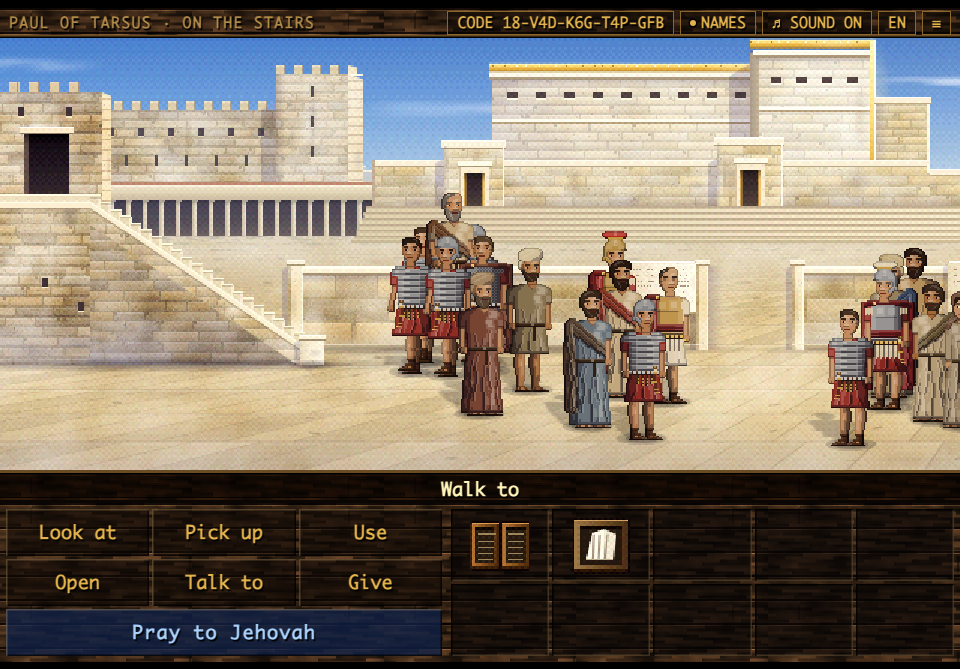 PAUL OF TARSUS · ON THE STAIRS
CODE 18-V4D-K6G-T4P-GFB
• NAMES
♬ SOUND ON
EN
≡
Walk to
Look at
Pick up
Use
Open
Talk to
Give
Pray to Jehovah